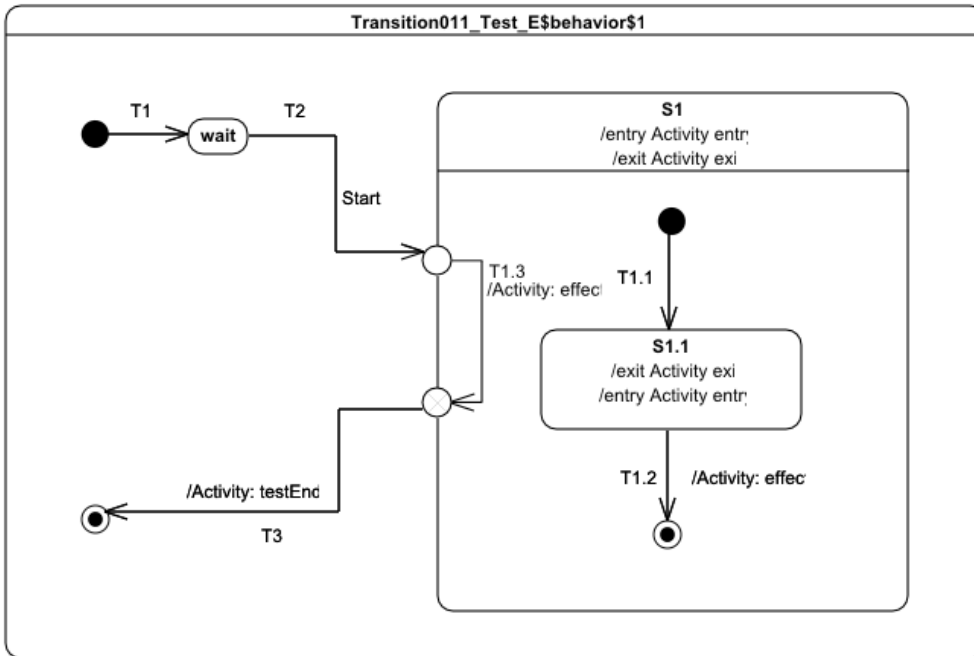 Transition011_Test_E$behavior$1
T1
T2
wait
Start
S1
/entry Activity entry
/exit Activity exi
T1.3
/Activity: effect
T1.1
S1.1
/exit Activity exi
/entry Activity entry
T1.2
/Activity: effec
/Activity: testEnd
T3